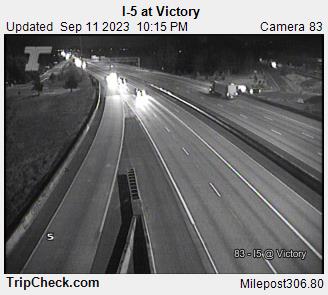 I-5 at Victory
Updated Sep 11 2023 10:15 PM Camera 83
T
5
83 - I5 @ Victory
TripCheck.com Milepost306.80